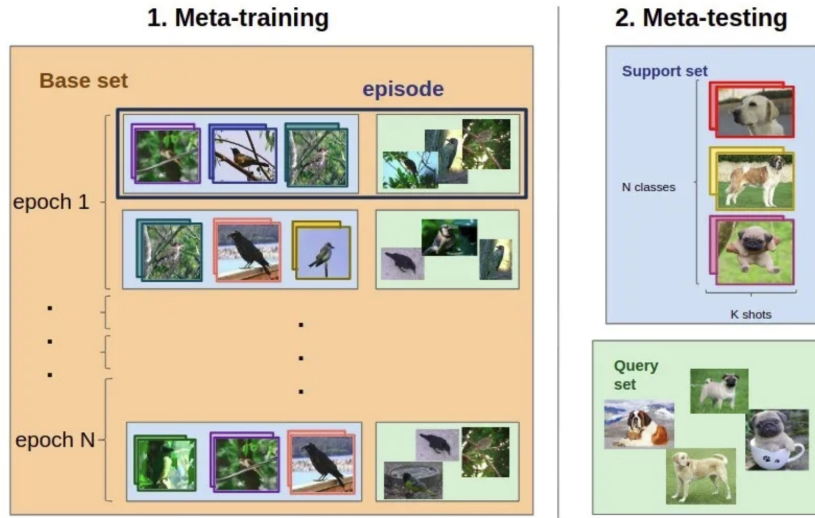 1. Meta-training
2. Meta-testing
Base set
episode
epoch 1
epoch N
Support set
N classes
K shots
Query
set